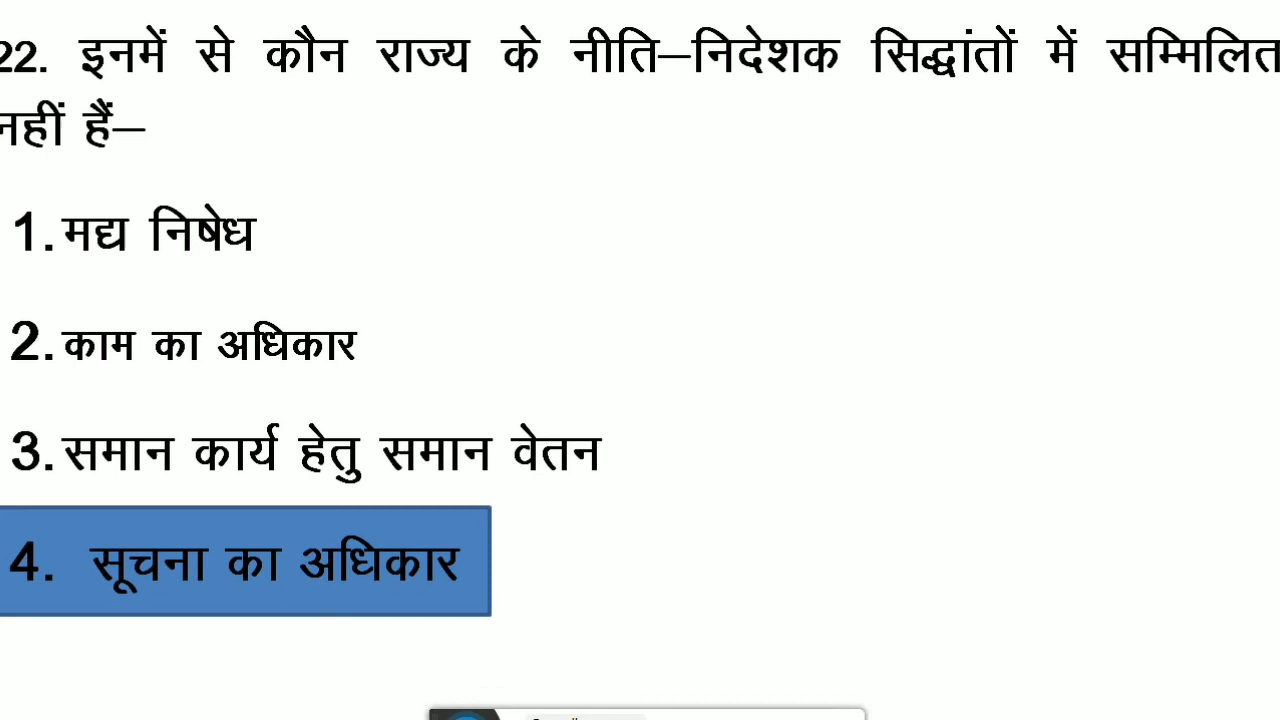 22. इनमें से कौन राज्य के नीति–निदेशक सिद्धांतों में सम्मिलित
नहीं हैं–
1. मद्य निषेध
2. काम का अधिकार
3. समान कार्य हेतु समान वेतन
4. सूचना का अधिकार